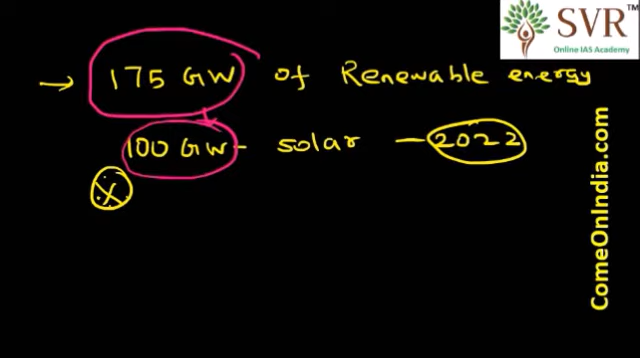 SVR™
Online IAS Academy
→ 175 GW of Renewable energy
100 GW - solar - 2022
x
ComeOnIndia.com